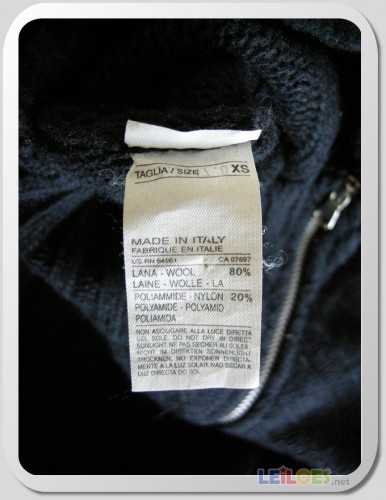 TAGLIA / SIZE XS
MADE IN ITALY
FABRIQUE EN ITALIE
US RN 64961 CA 07697
LANA - WOOL 80%
LAINE - WOLLE - LA
POLIAMMIDE - NYLON 20%
POLYAMIDE - POLYAMID
POLIAMIDA
NON ASCIUGARE ALLA LUCE DIRETTA
DEL SOLE. DO NOT DRY IN DIRECT
SUNLIGHT. NE PAS SECHER AU SOLEIL.
NICHT IM DIREKTEN SONNENLICHT
TROCKNEN. NO EXPONER DIRECTA-
MENTE A LA LUZ SOLAR. NÃO SECAR A
LUZ DIRECTA DO SOL
LEILOES.net